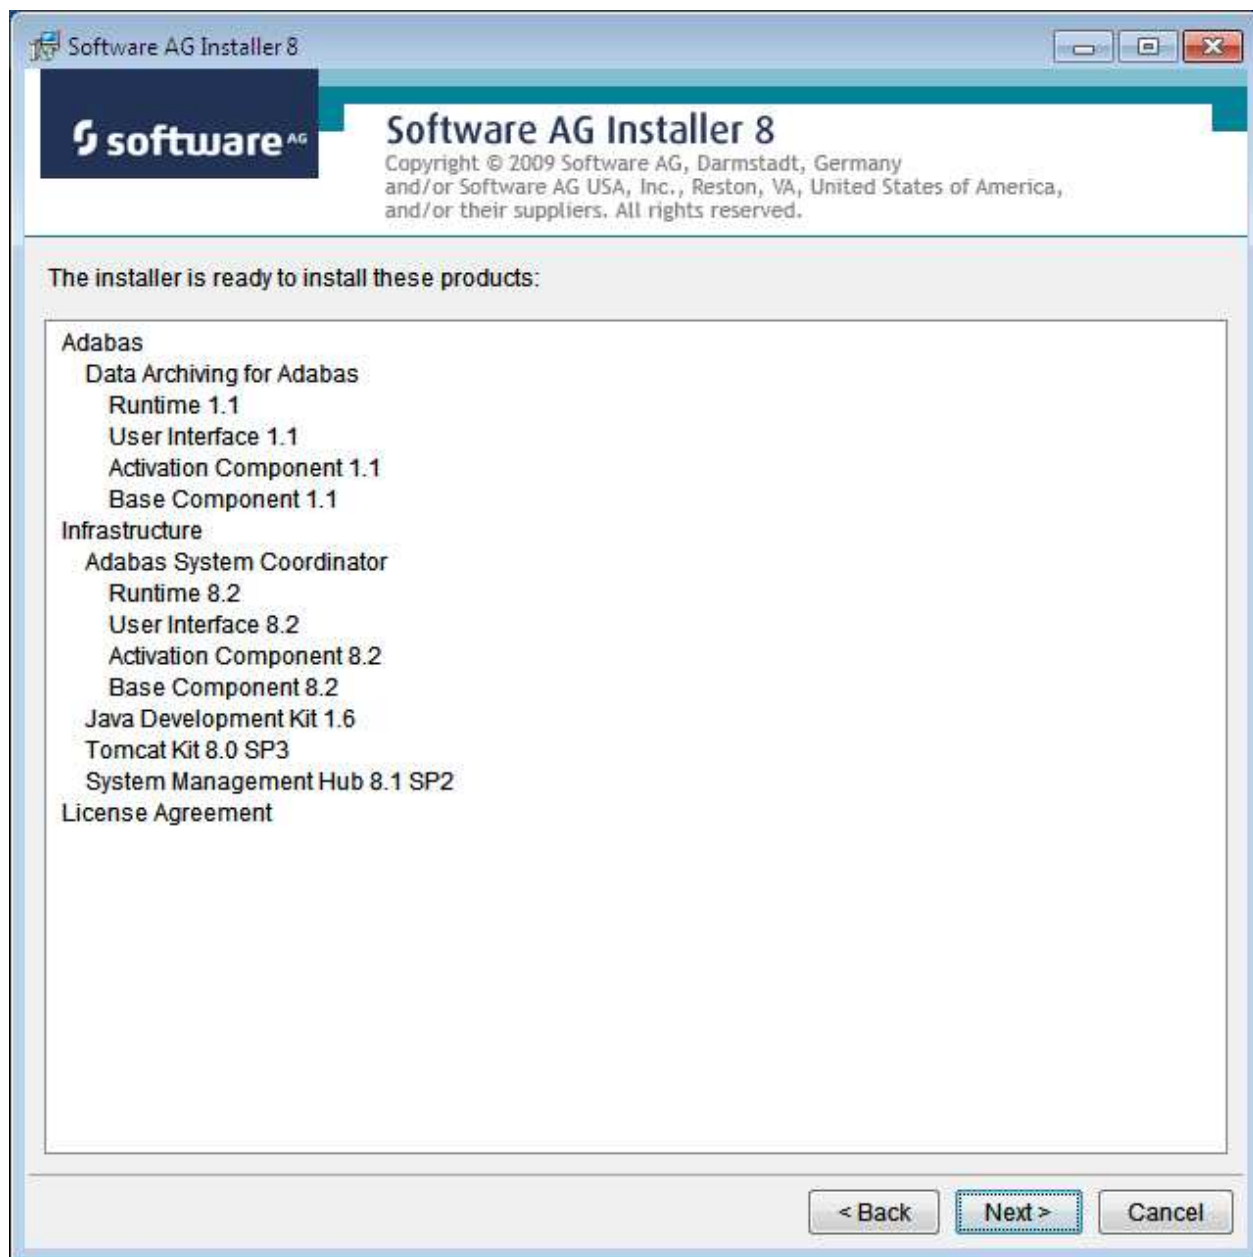 Software AG Installer 8
software AG
Software AG Installer 8
Copyright © 2009 Software AG, Darmstadt, Germany
and/or Software AG USA, Inc., Reston, VA, United States of America,
and/or their suppliers. All rights reserved.
The installer is ready to install these products:
Adabas
Data Archiving for Adabas
Runtime 1.1
User Interface 1.1
Activation Component 1.1
Base Component 1.1
Infrastructure
Adabas System Coordinator
Runtime 8.2
User Interface 8.2
Activation Component 8.2
Base Component 8.2
Java Development Kit 1.6
Tomcat Kit 8.0 SP3
System Management Hub 8.1 SP2
License Agreement
< Back Next > Cancel